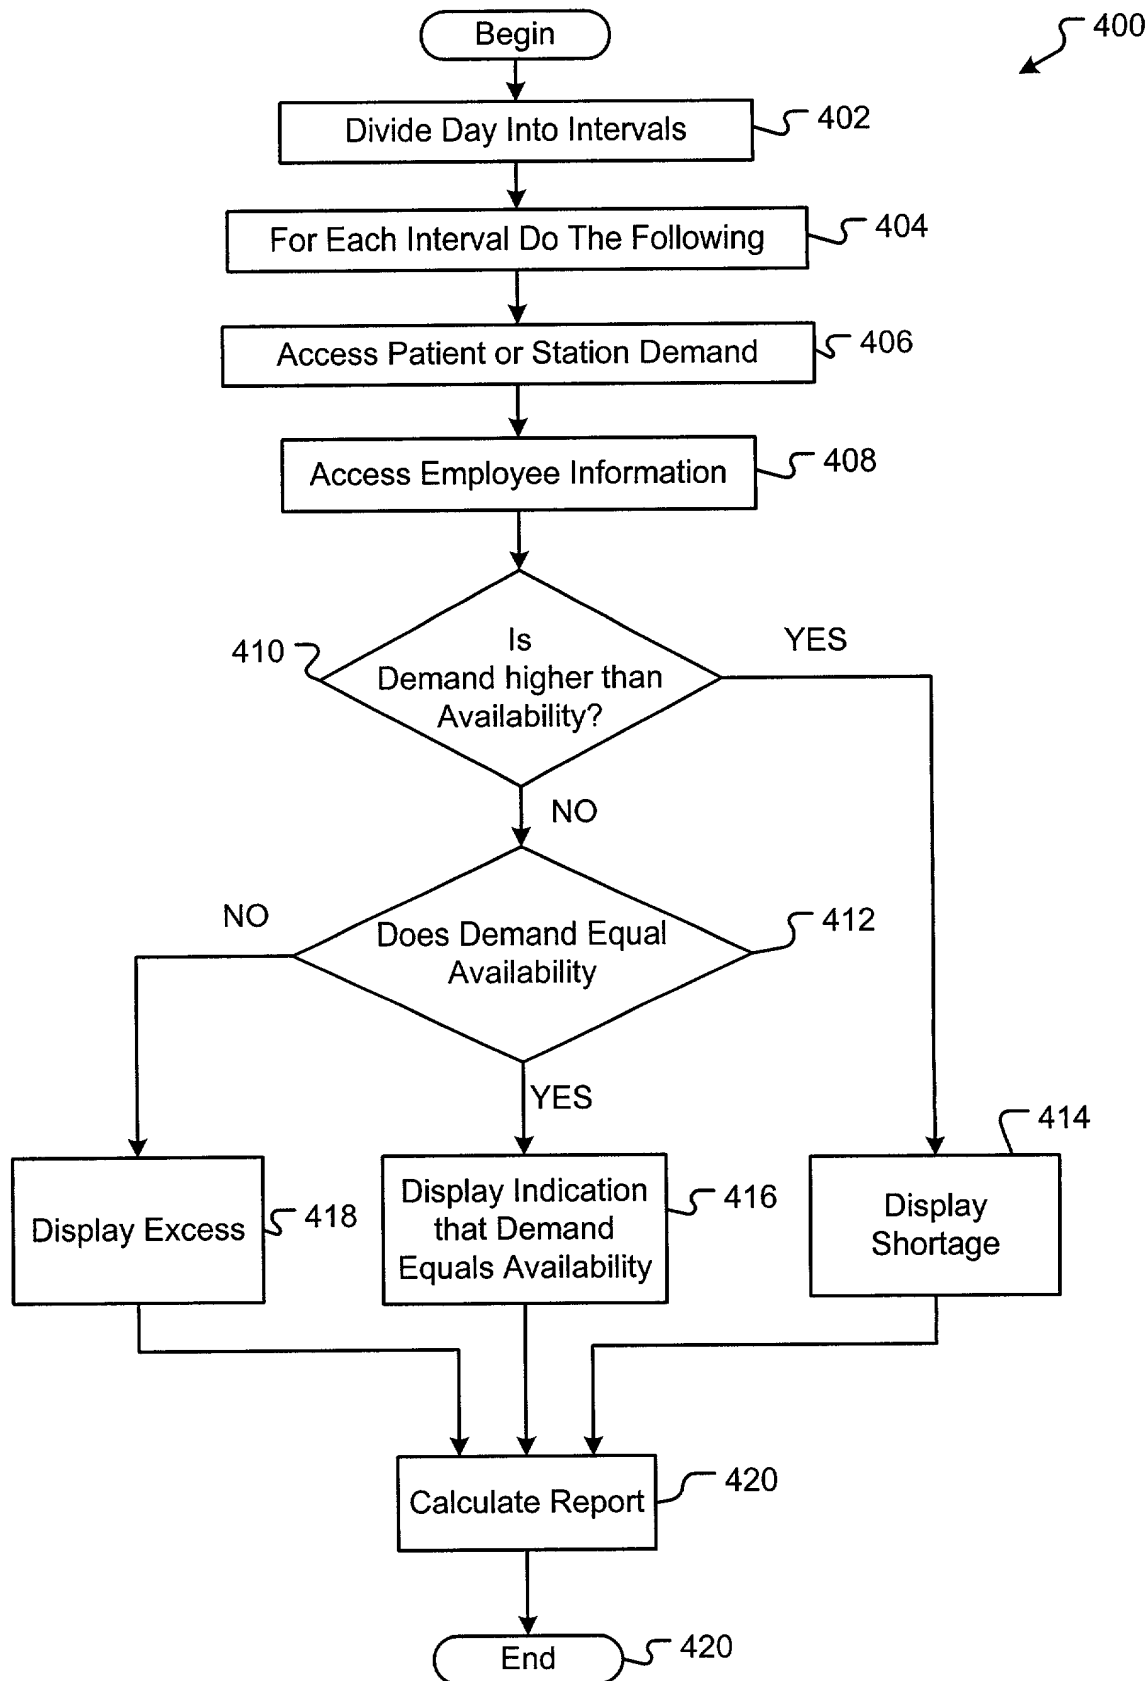 Begin
400
Divide Day Into Intervals
402
For Each Interval Do The Following
404
Access Patient or Station Demand
406
Access Employee Information
408
Is
Demand higher than
Availability?
410
YES
NO
Does Demand Equal
Availability
412
NO
YES
Display Excess
418
Display Indication
that Demand
Equals Availability
416
Display
Shortage
414
Calculate Report
420
End
420